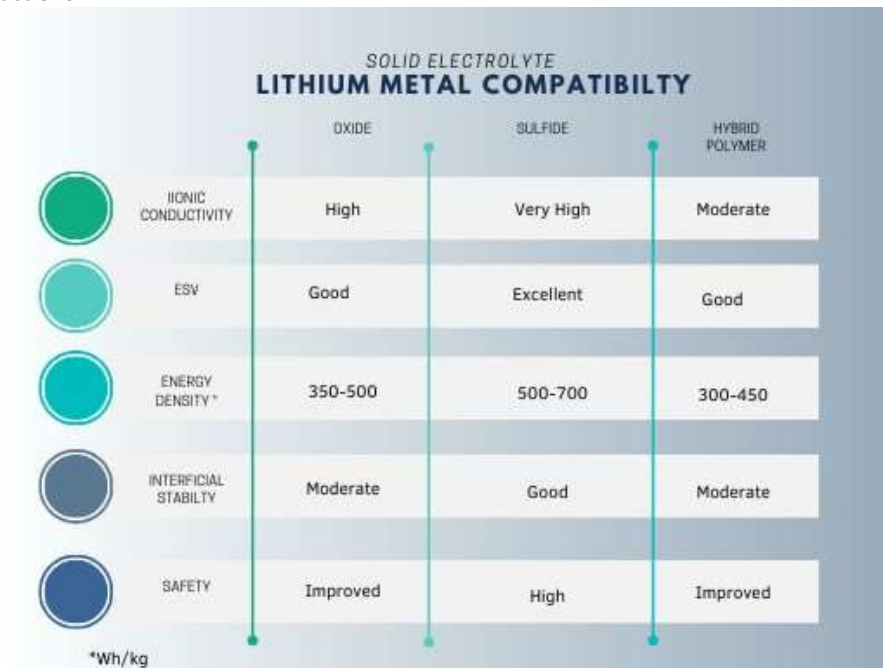 SOLID ELECTROLYTE
LITHIUM METAL COMPATIBILTY
OXIDE
SULFIDE
HYBRID
POLYMER
IIONIC
CONDUCTIVITY
High
Very High
Moderate
ESV
Good
Excellent
Good
ENERGY
DENSITY*
350-500
500-700
300-450
INTERFICIAL
STABILTY
Moderate
Good
Moderate
SAFETY
Improved
High
Improved
*Wh/kg